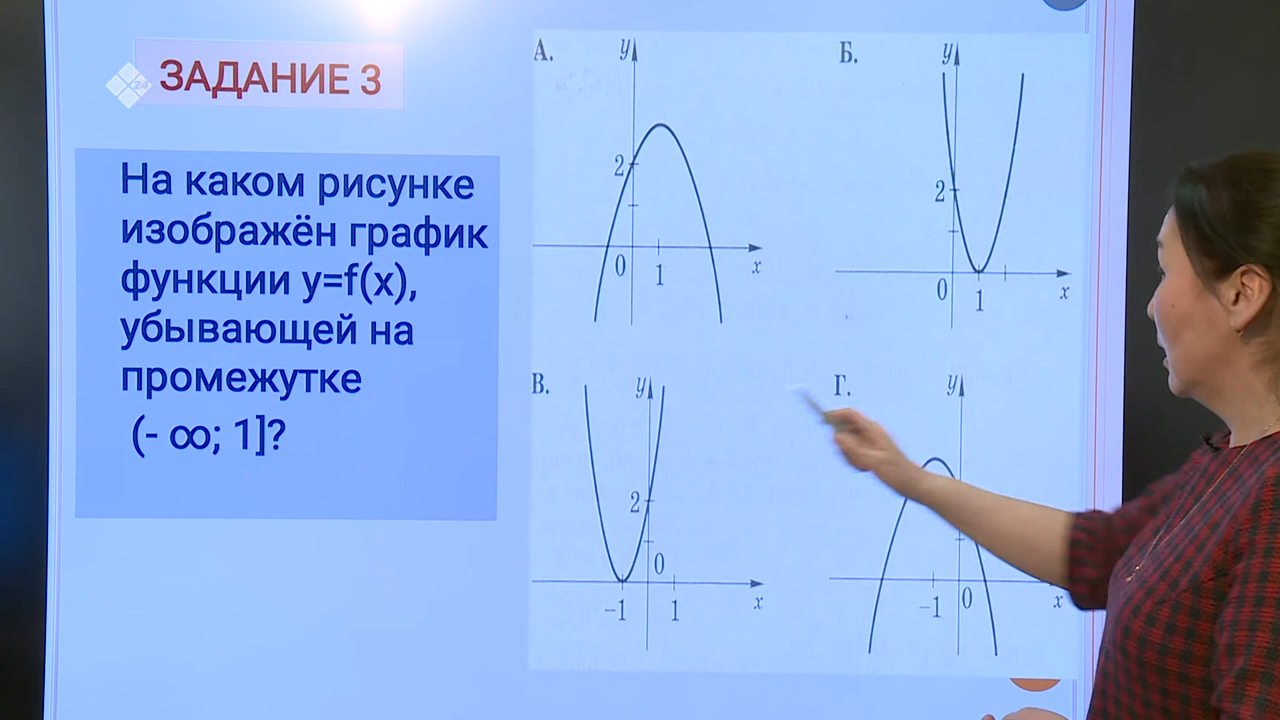 24
ЗАДАНИЕ 3
На каком рисунке
изображён график
функции y=f(x),
убывающей на
промежутке
(- ∞; 1]?
А.
y
2
0
1
x
Б.
y
2
0
1
x
В.
y
2
0
-1
1
x
Г.
y
-1
0
x